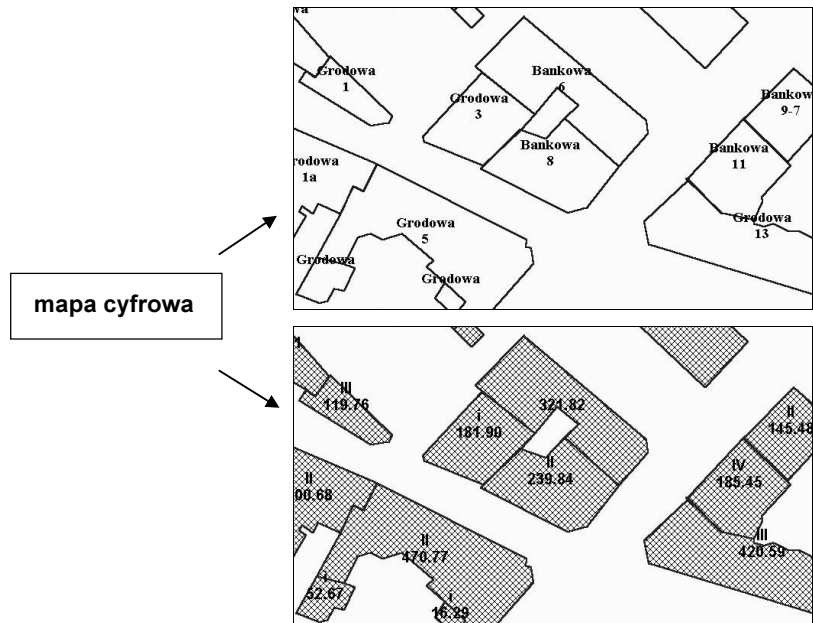 Grodowa
1
Bankowa
6
Grodowa
3
Bankowa
8
Bankow
9-7
Bankowa
11
Grodowa
13
rodowa
1a
Grodowa
5
Grodowa
Grodowa
mapa cyfrowa
III
119.76
i
181.90
321.82
II
239.84
II
145.48
IV
185.45
III
420.59
II
00.68
II
470.77
i
52.67
i
16.29